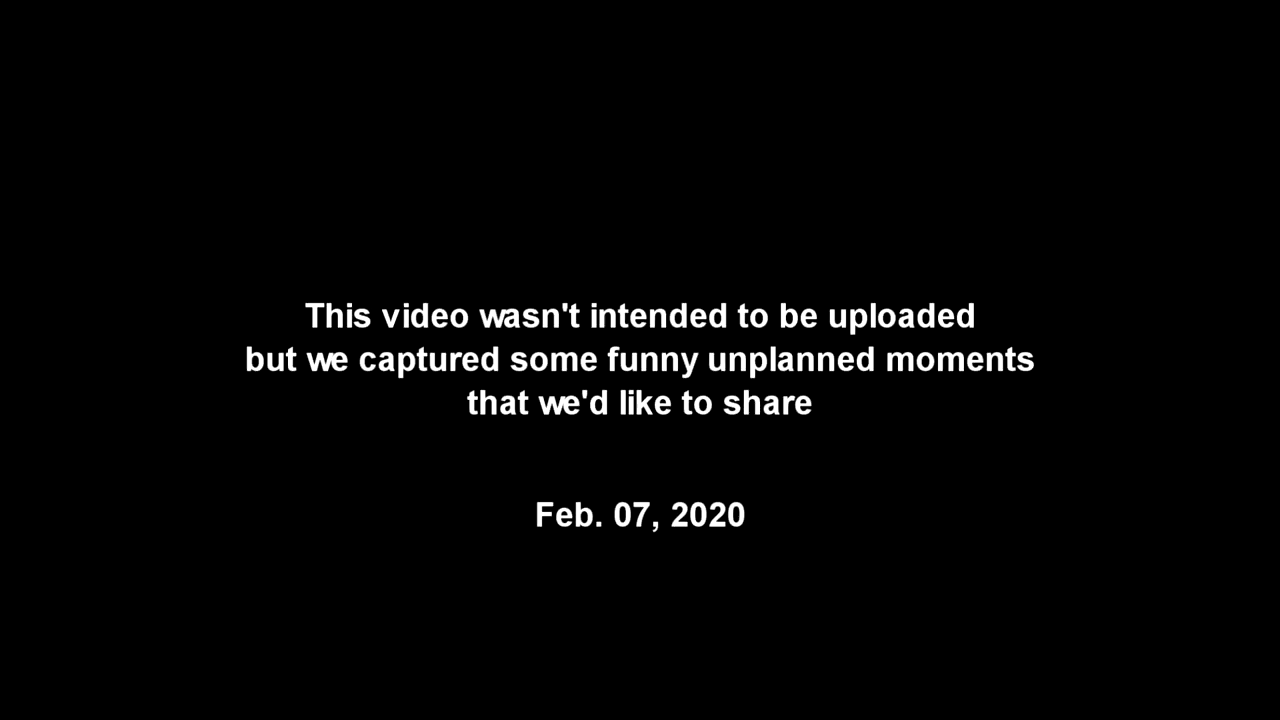 This video wasn't intended to be uploaded
but we captured some funny unplanned moments
that we'd like to share
Feb. 07, 2020